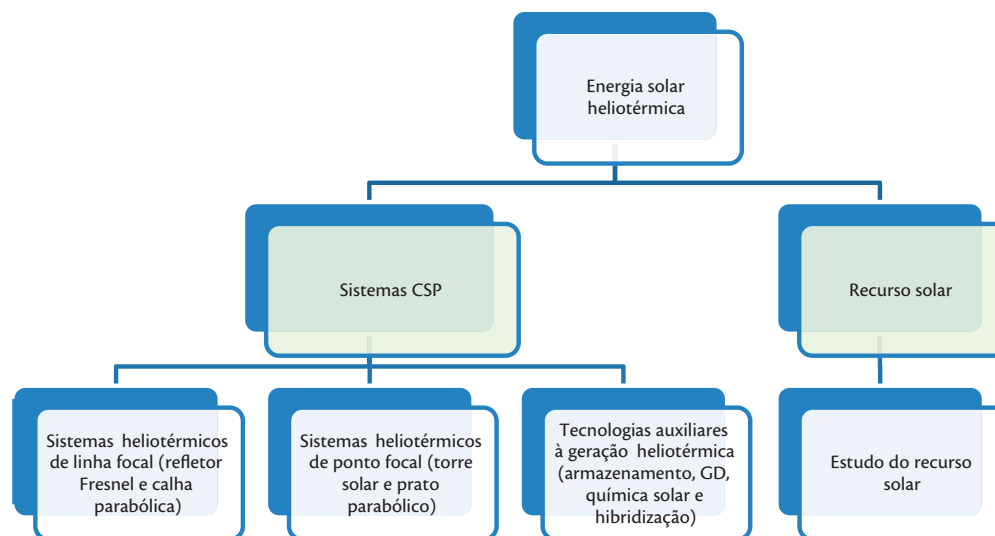 Energia solar
heliotérmica
Sistemas CSP
Recurso solar
Sistemas heliotérmicos
de linha focal (refletor
Fresnel e calha
parabólica)
Sistemas heliotérmicos
de ponto focal (torre
solar e prato
parabólico)
Tecnologias auxiliares
à geração heliotérmica
(armazenamento, GD,
química solar e
hibridização)
Estudo do recurso
solar